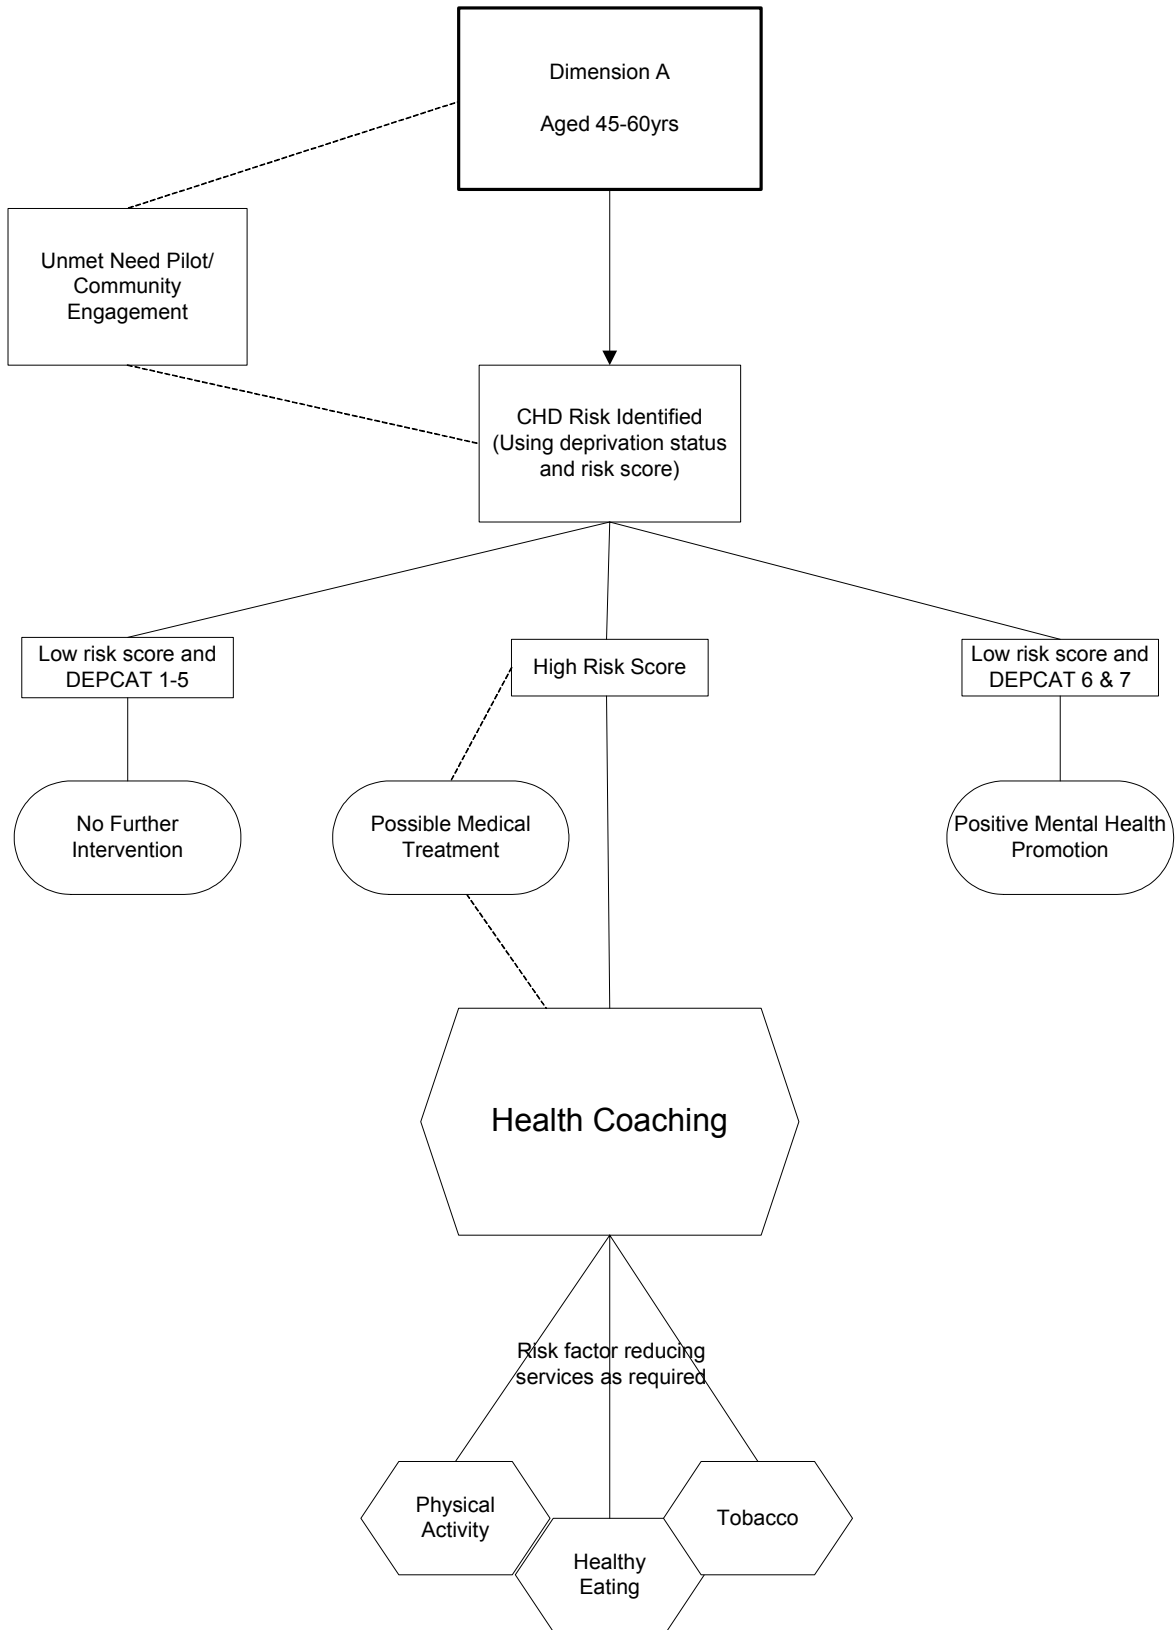 Dimension A
Aged 45-60yrs
Unmet Need Pilot/
Community
Engagement
CHD Risk Identified
(Using deprivation status
and risk score)
Low risk score and
DEPCAT 1-5
High Risk Score
Low risk score and
DEPCAT 6 & 7
No Further
Intervention
Possible Medical
Treatment
Positive Mental Health
Promotion
Health Coaching
Risk factor reducing
services as required
Physical
Activity
Healthy
Eating
Tobacco